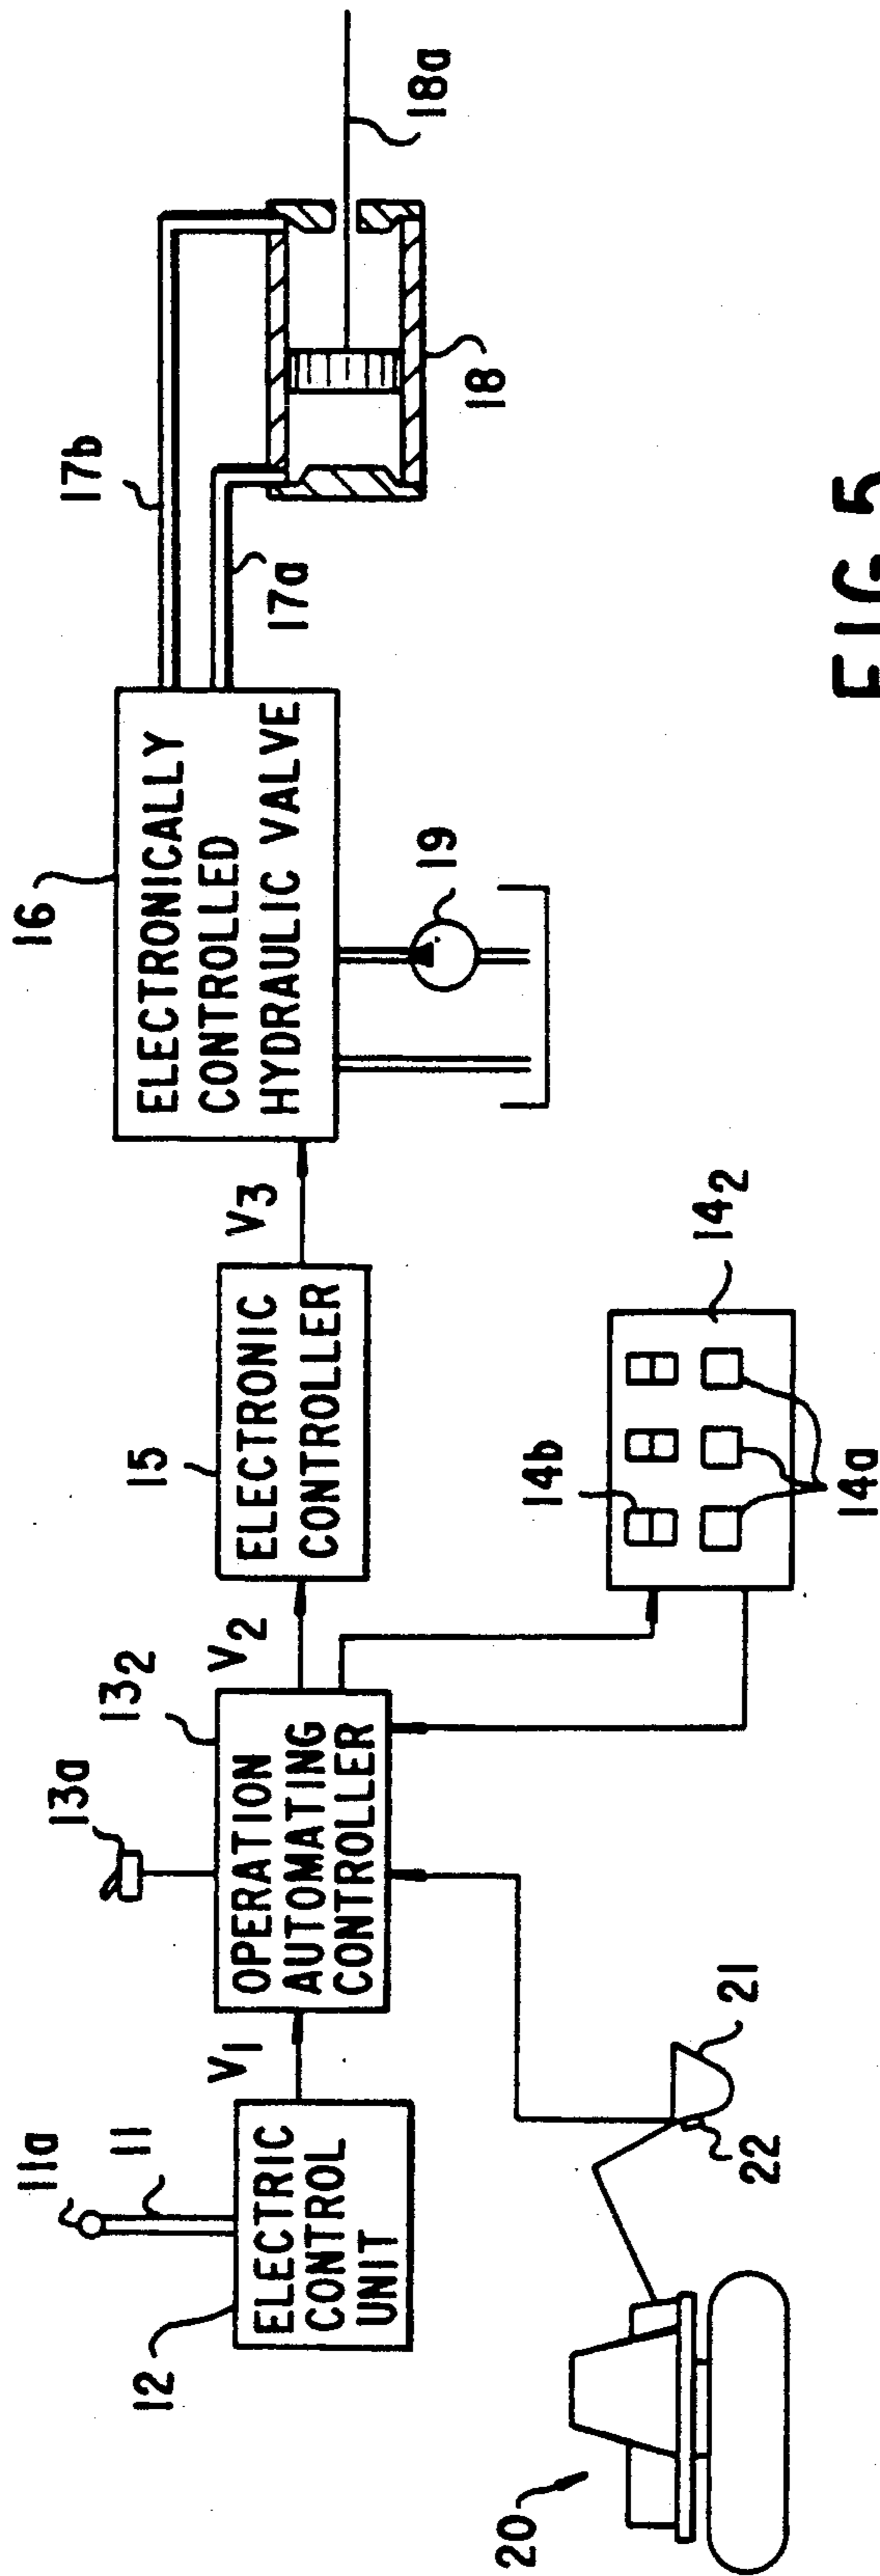 11a
11
12
ELECTRIC
CONTROL
UNIT
V1
13a
132
OPERATION
AUTOMATING
CONTROLLER
V2
15
ELECTRONIC
CONTROLLER
V3
16
ELECTRONICALLY
CONTROLLED
HYDRAULIC VALVE
17b
17a
18a
18
19
142
14b
14a
20
21
22
FIG. 5